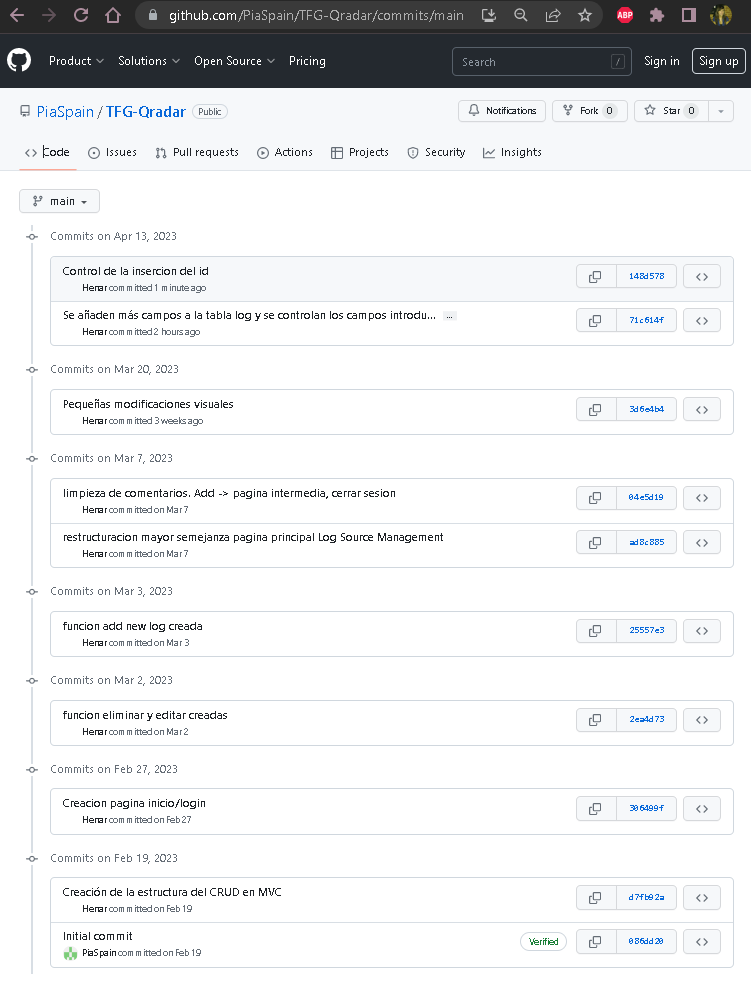 github.com/PiaSpain/TFG-Qradar/commits/main
ABP
Product Solutions Open Source Pricing Search / Sign in Sign up
PiaSpain / TFG-Qradar Public Notifications Fork 0 Star 0
Code Issues Pull requests Actions Projects Security Insights
main
Commits on Apr 13, 2023
Control de la insercion del id
Henar committed 1 minute ago
148d578
Se añaden más campos a la tabla log y se controlan los campos introdu... ...
Henar committed 2 hours ago
71c614f
Commits on Mar 20, 2023
Pequeñas modificaciones visuales
Henar committed 3 weeks ago
3d6e4b4
Commits on Mar 7, 2023
limpieza de comentarios. Add -> pagina intermedia, cerrar sesion
Henar committed on Mar 7
04e5d19
restructuracion mayor semejanza pagina principal Log Source Management
Henar committed on Mar 7
ad8c885
Commits on Mar 3, 2023
funcion add new log creada
Henar committed on Mar 3
25557e3
Commits on Mar 2, 2023
funcion eliminar y editar creadas
Henar committed on Mar 2
2ea4d73
Commits on Feb 27, 2023
Creacion pagina inicio/login
Henar committed on Feb 27
306499f
Commits on Feb 19, 2023
Creación de la estructura del CRUD en MVC
Henar committed on Feb 19
d7fb92a
Initial commit
PiaSpain committed on Feb 19
Verified
086dd20